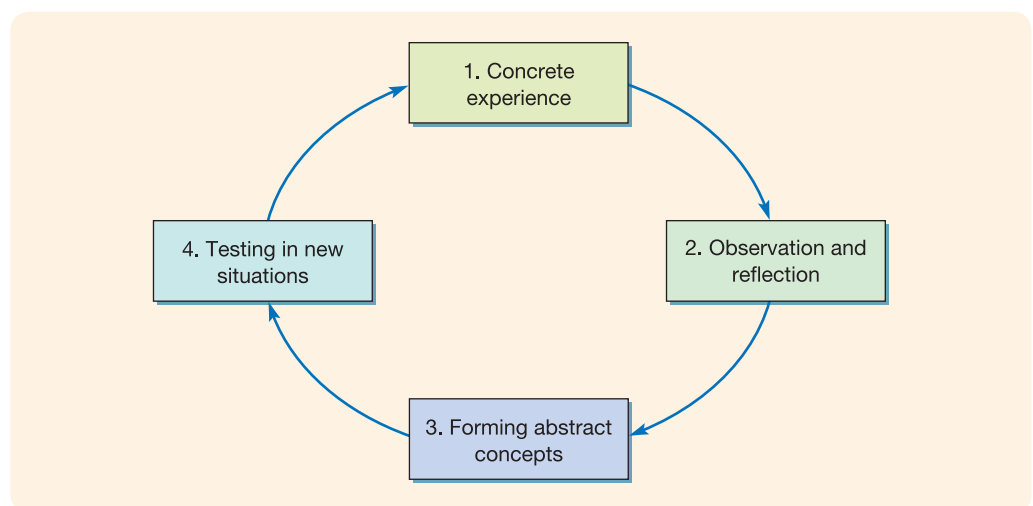 1. Concrete
experience
2. Observation and
reflection
3. Forming abstract
concepts
4. Testing in new
situations